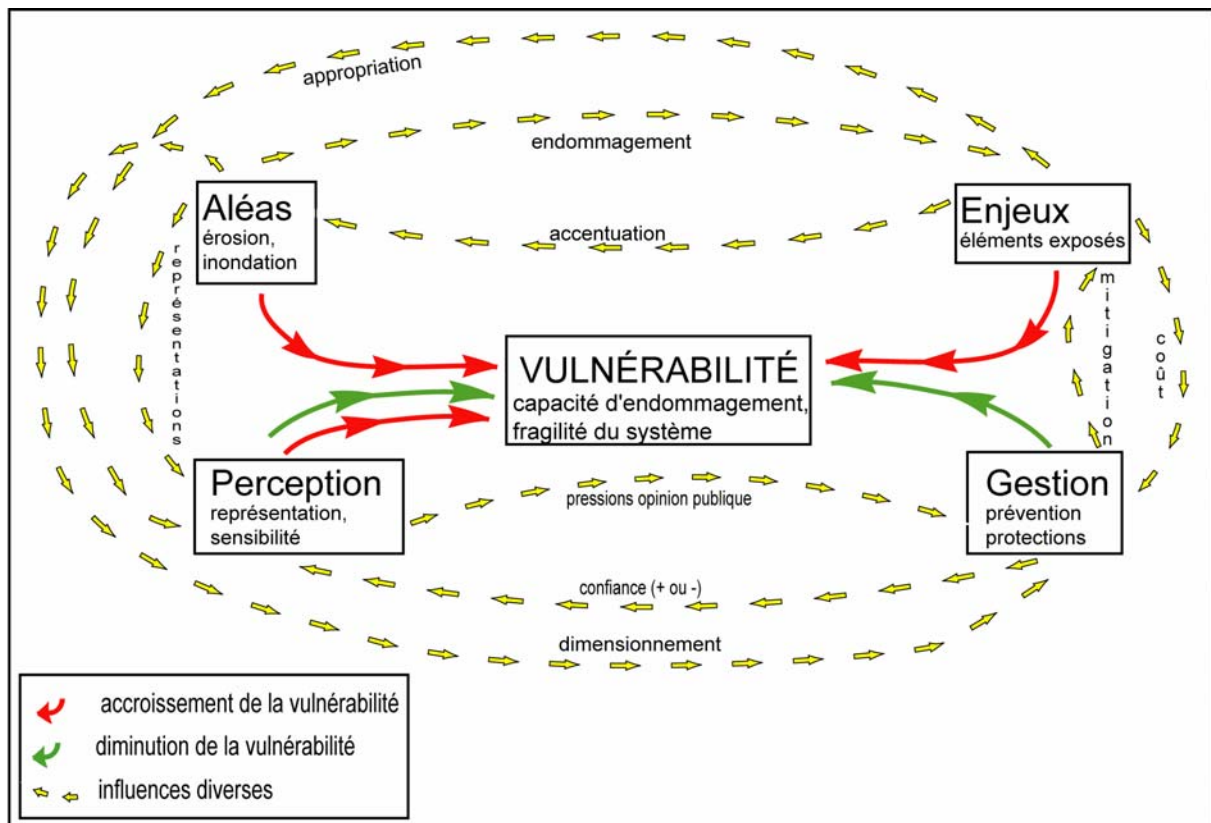 appropriation
endommagement
Aléas
érosion,
inondation
accentuation
Enjeux
éléments exposés
représentations
mitigation
coût
VULNÉRABILITÉ
capacité d'endommagement,
fragilité du système
Perception
représentation,
sensibilité
pressions opinion publique
Gestion
prévention
protections
confiance (+ ou -)
dimensionnement
accroissement de la vulnérabilité
diminution de la vulnérabilité
influences diverses